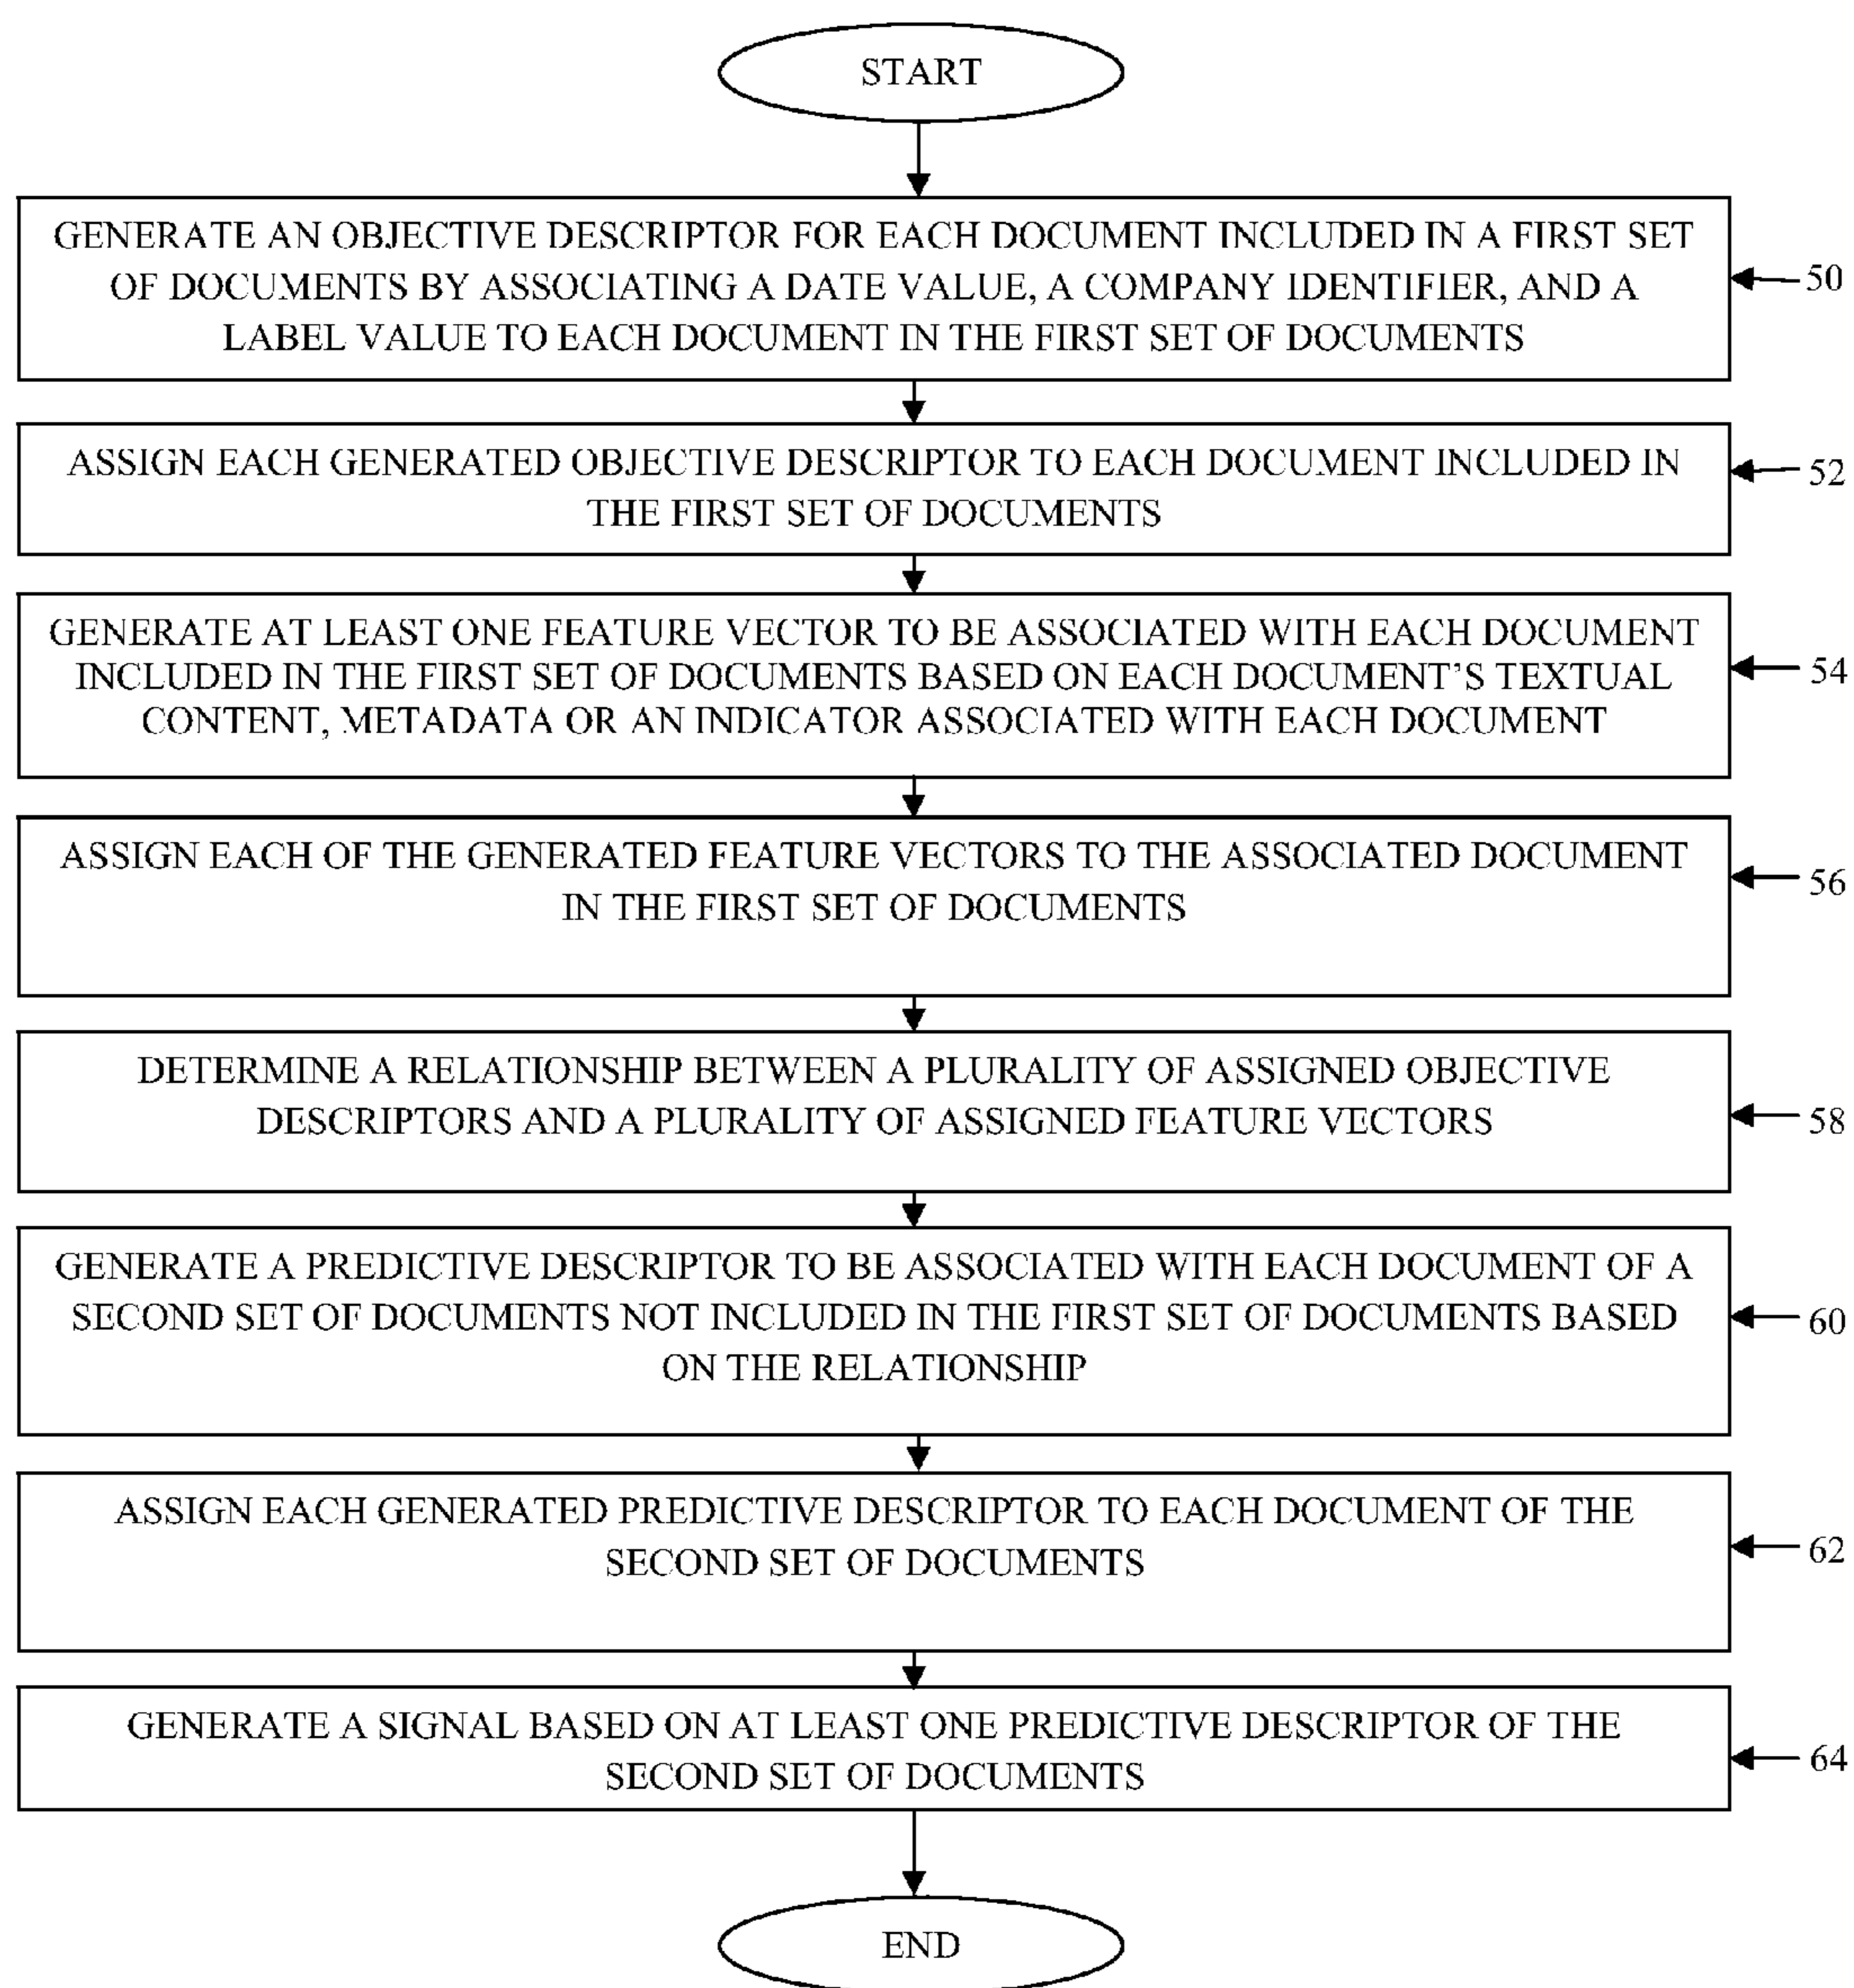 START
GENERATE AN OBJECTIVE DESCRIPTOR FOR EACH DOCUMENT INCLUDED IN A FIRST SET
OF DOCUMENTS BY ASSOCIATING A DATE VALUE, A COMPANY IDENTIFIER, AND A
LABEL VALUE TO EACH DOCUMENT IN THE FIRST SET OF DOCUMENTS
50
ASSIGN EACH GENERATED OBJECTIVE DESCRIPTOR TO EACH DOCUMENT INCLUDED IN
THE FIRST SET OF DOCUMENTS
52
GENERATE AT LEAST ONE FEATURE VECTOR TO BE ASSOCIATED WITH EACH DOCUMENT
INCLUDED IN THE FIRST SET OF DOCUMENTS BASED ON EACH DOCUMENT'S TEXTUAL
CONTENT, METADATA OR AN INDICATOR ASSOCIATED WITH EACH DOCUMENT
54
ASSIGN EACH OF THE GENERATED FEATURE VECTORS TO THE ASSOCIATED DOCUMENT
IN THE FIRST SET OF DOCUMENTS
56
DETERMINE A RELATIONSHIP BETWEEN A PLURALITY OF ASSIGNED OBJECTIVE
DESCRIPTORS AND A PLURALITY OF ASSIGNED FEATURE VECTORS
58
GENERATE A PREDICTIVE DESCRIPTOR TO BE ASSOCIATED WITH EACH DOCUMENT OF A
SECOND SET OF DOCUMENTS NOT INCLUDED IN THE FIRST SET OF DOCUMENTS BASED
ON THE RELATIONSHIP
60
ASSIGN EACH GENERATED PREDICTIVE DESCRIPTOR TO EACH DOCUMENT OF THE
SECOND SET OF DOCUMENTS
62
GENERATE A SIGNAL BASED ON AT LEAST ONE PREDICTIVE DESCRIPTOR OF THE
SECOND SET OF DOCUMENTS
64
END